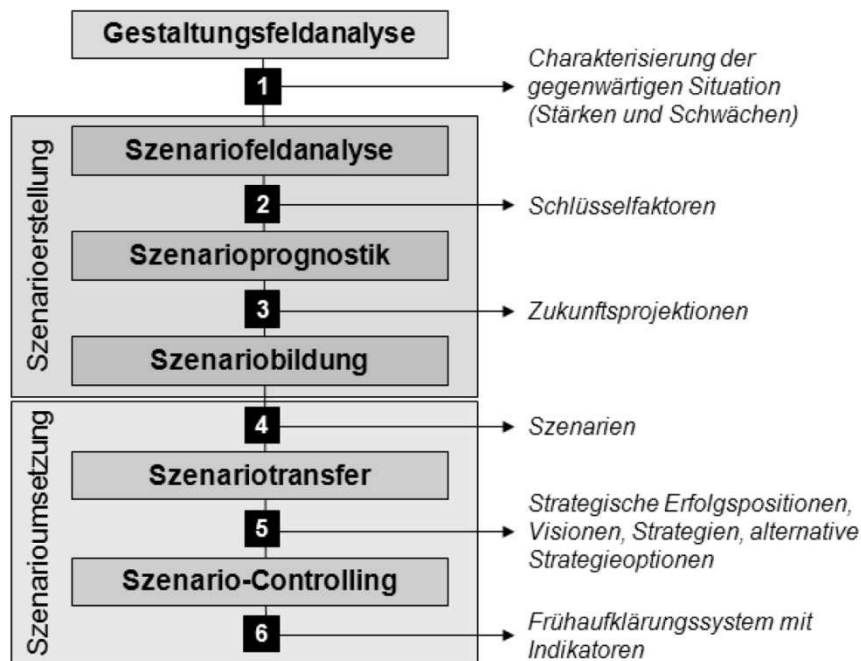 Gestaltungsfeldanalyse
1
Charakterisierung der
gegenwärtigen Situation
(Stärken und Schwächen)
Szenarioerstellung
Szenariofeldanalyse
2
Schlüsselfaktoren
Szenarioprognostik
3
Zukunftsprojektionen
Szenariobildung
Szenarioumsetzung
4
Szenarien
Szenariotransfer
5
Strategische Erfolgspositionen,
Visionen, Strategien, alternative
Strategieoptionen
Szenario-Controlling
6
Frühaufklärungssystem mit
Indikatoren